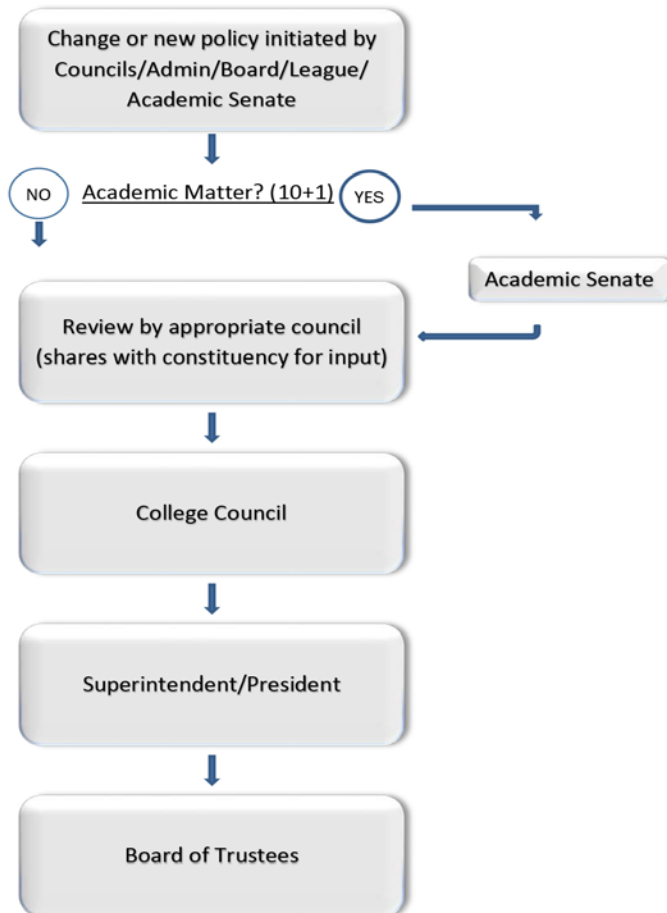 Change or new policy initiated by
Councils/Admin/Board/League/
Academic Senate
NO
Academic Matter? (10+1)
YES
Academic Senate
Review by appropriate council
(shares with constituency for input)
College Council
Superintendent/President
Board of Trustees